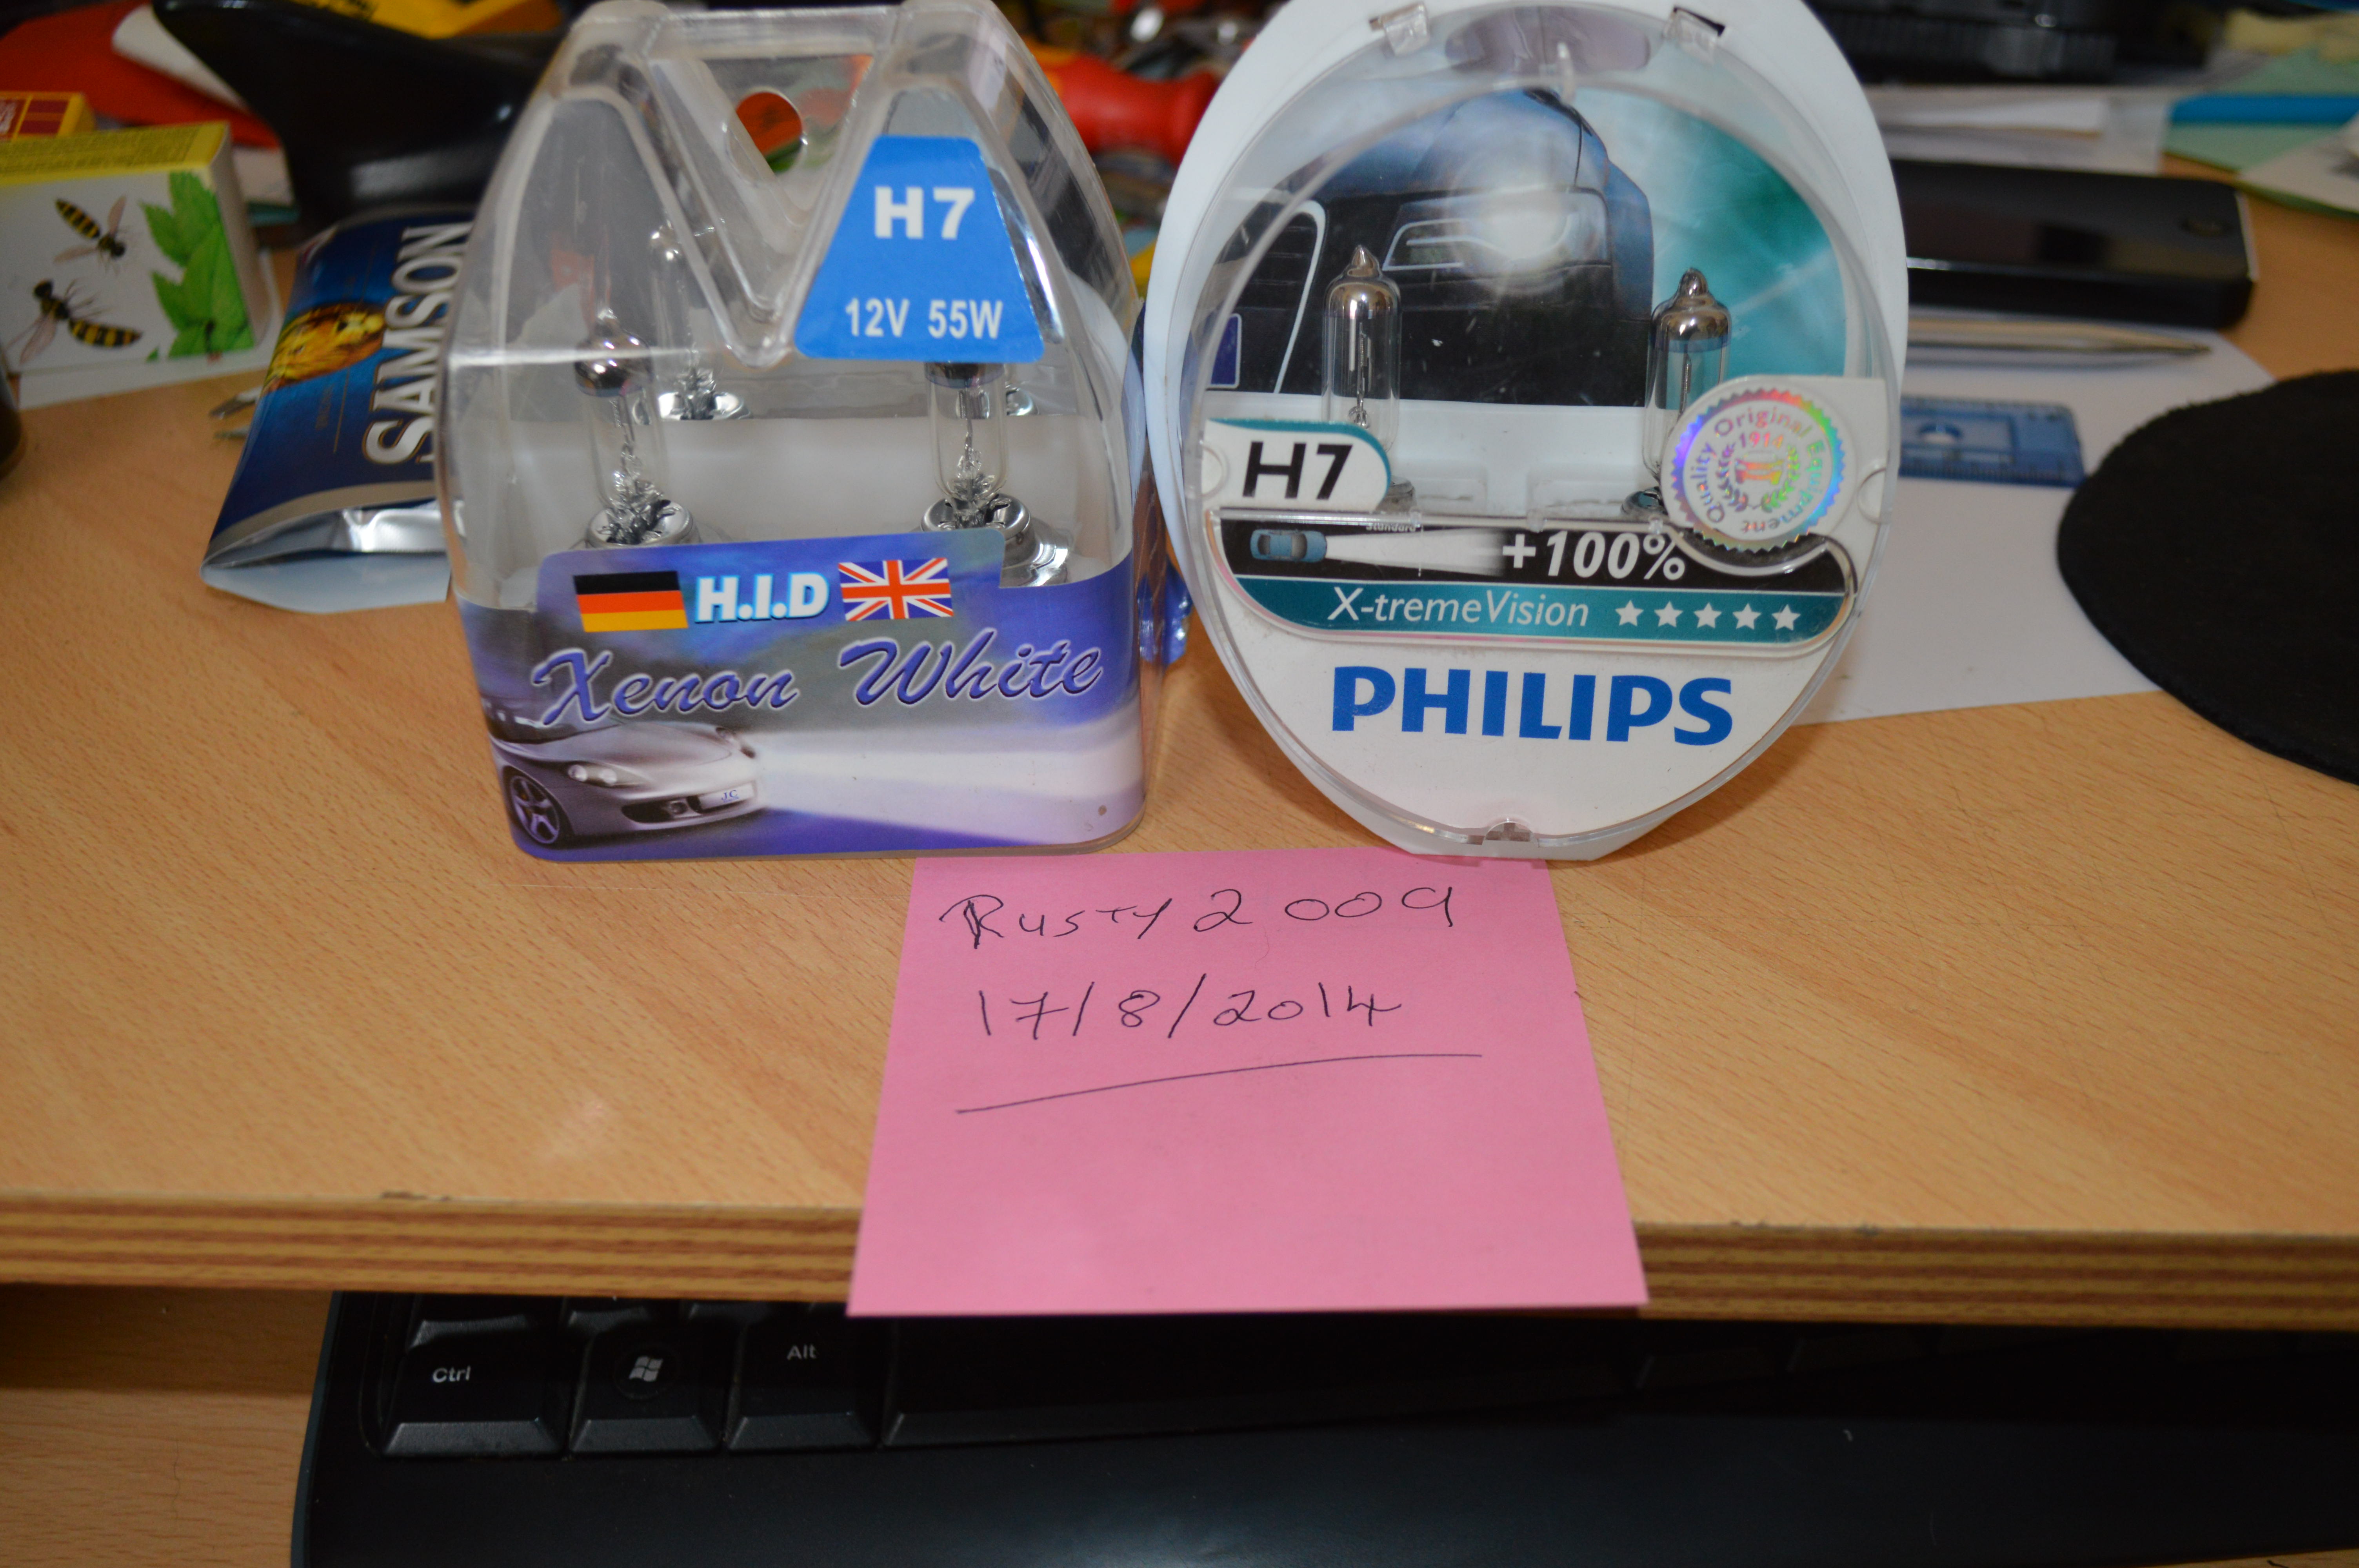 SAMSON
H7
12V 55W
H.I.D
Xenon White
J.C
H7
Quality Original Equipment
Standard
+100%
X-tremeVision
PHILIPS
Rusty2009
17/8/2014
Ctrl
Alt